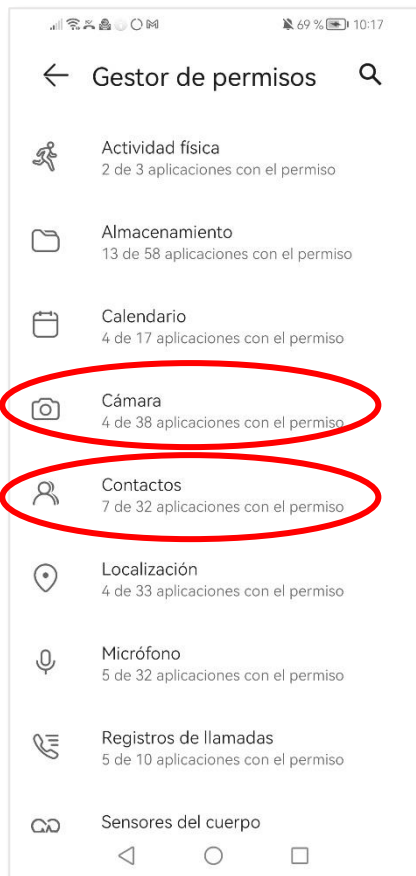 69 % 10:17
Gestor de permisos
Actividad física
2 de 3 aplicaciones con el permiso
Almacenamiento
13 de 58 aplicaciones con el permiso
Calendario
4 de 17 aplicaciones con el permiso
Cámara
4 de 38 aplicaciones con el permiso
Contactos
7 de 32 aplicaciones con el permiso
Localización
4 de 33 aplicaciones con el permiso
Micrófono
5 de 32 aplicaciones con el permiso
Registros de llamadas
5 de 10 aplicaciones con el permiso
Sensores del cuerpo